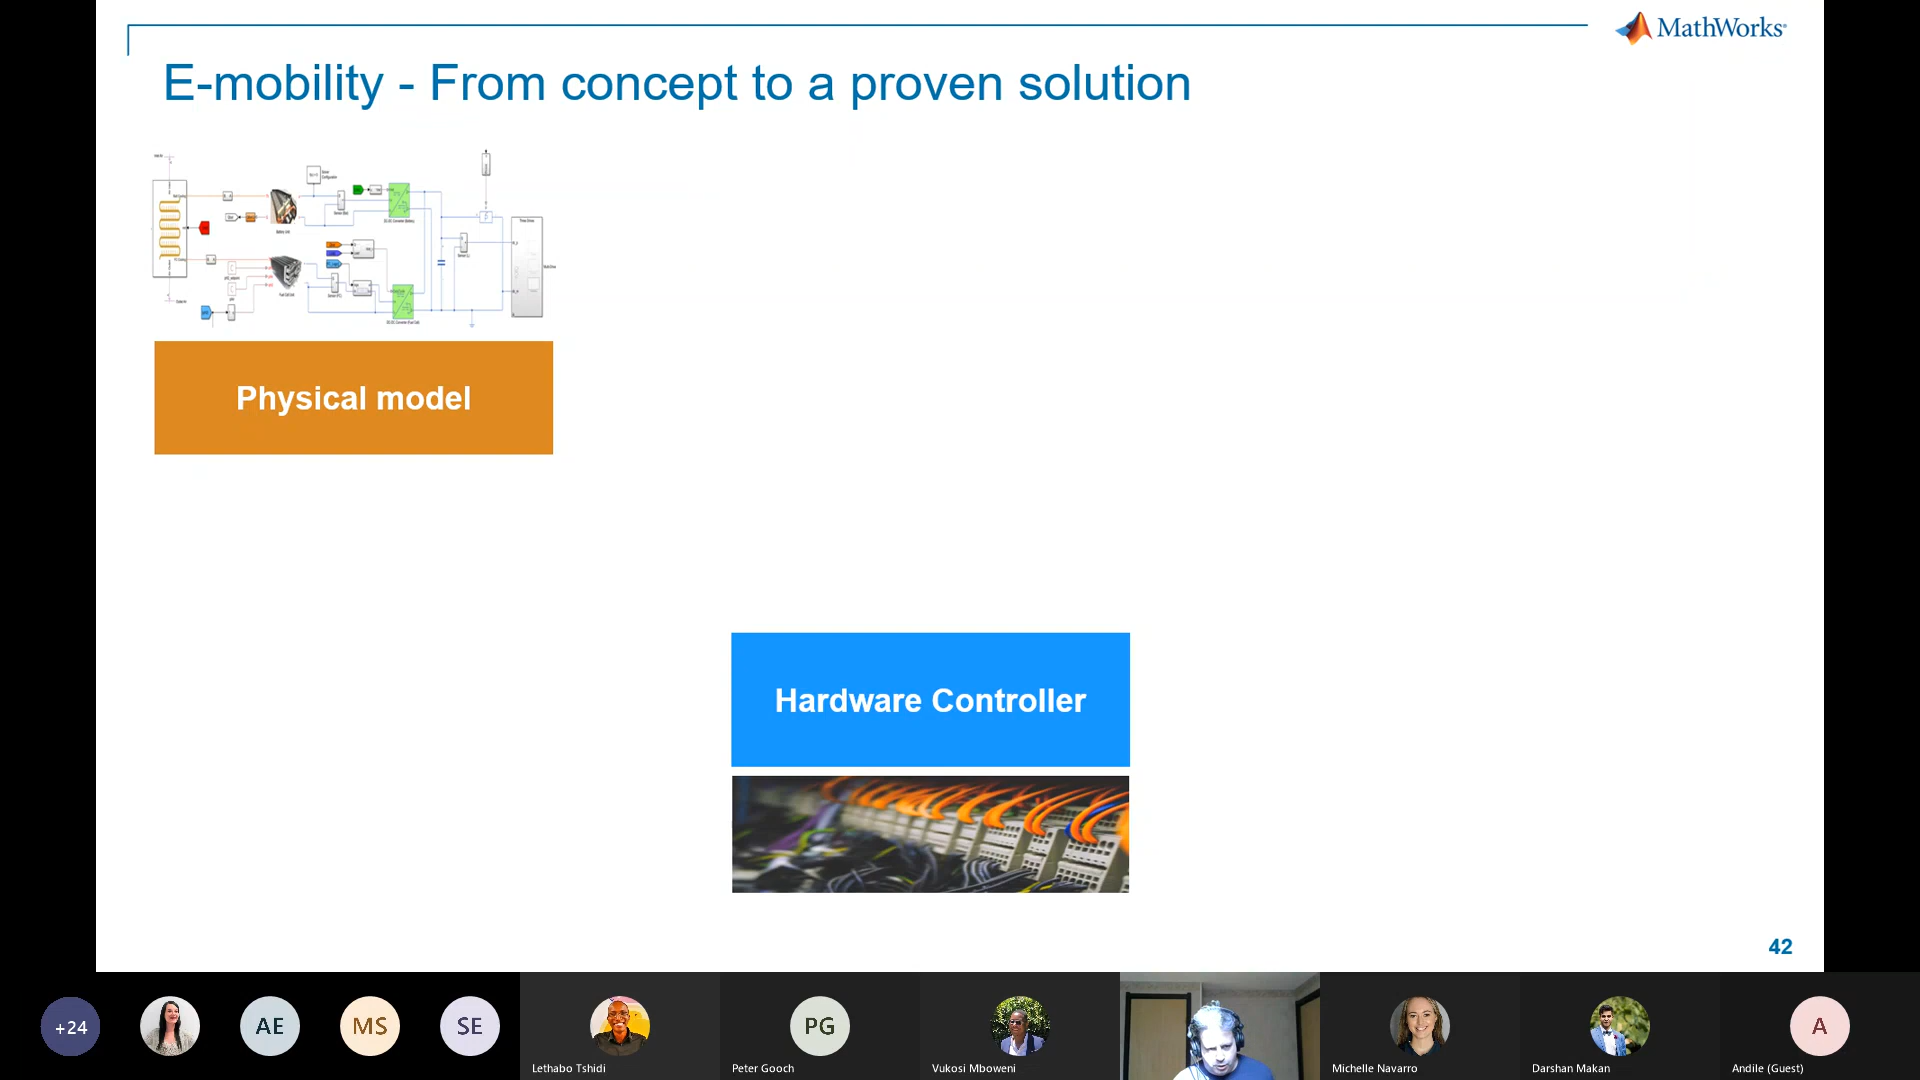 MathWorks
E-mobility - From concept to a proven solution
Physical model
Hardware Controller
42
+24
AE
MS
SE
PG
A
Lethabo Tshidi
Peter Gooch
Vukosi Mboweni
Michelle Navarro
Darshan Makan
Andile (Guest)